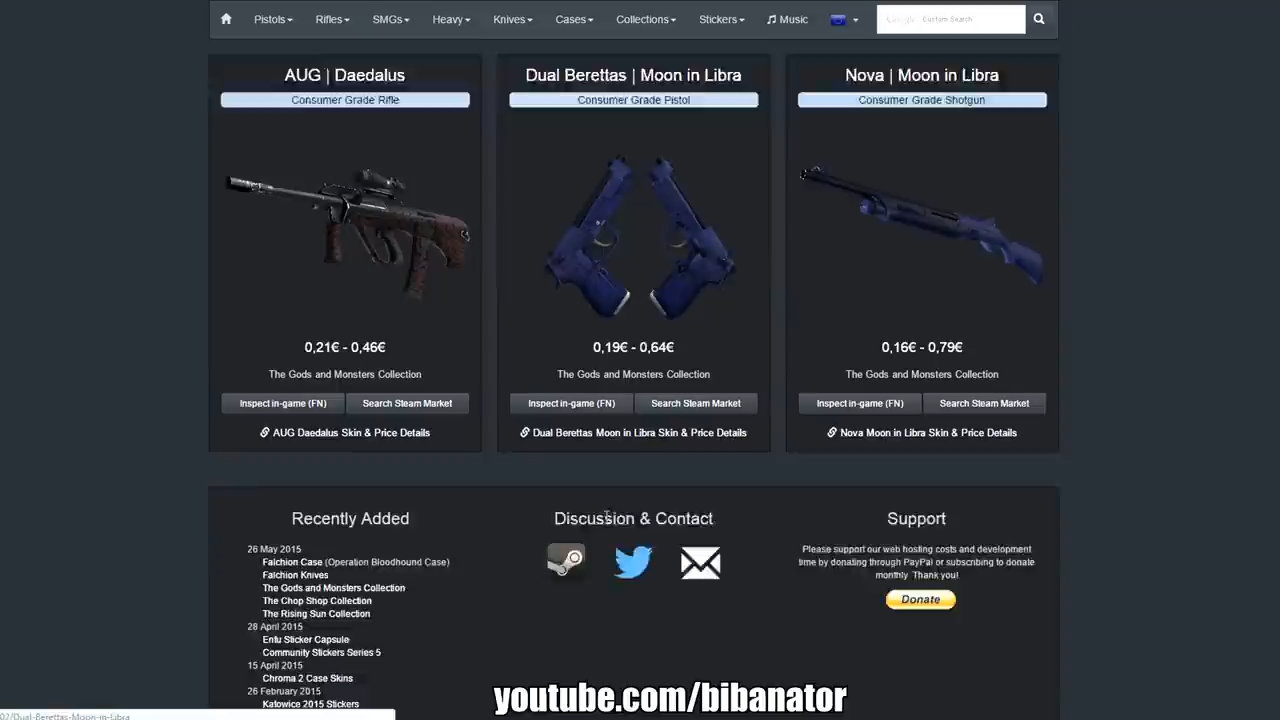 Pistols Rifles SMGs Heavy Knives Cases Collections Stickers Music Custom Search
AUG | Daedalus
Consumer Grade Rifle
0,21€ - 0,46€
The Gods and Monsters Collection
Inspect in-game (FN) Search Steam Market
AUG Daedalus Skin & Price Details
Dual Berettas | Moon in Libra
Consumer Grade Pistol
0,19€ - 0,64€
The Gods and Monsters Collection
Inspect in-game (FN) Search Steam Market
Dual Berettas Moon in Libra Skin & Price Details
Nova | Moon in Libra
Consumer Grade Shotgun
0,16€ - 0,79€
The Gods and Monsters Collection
Inspect in-game (FN) Search Steam Market
Nova Moon in Libra Skin & Price Details
Recently Added
26 May 2015
Falchion Case (Operation Bloodhound Case)
Falchion Knives
The Gods and Monsters Collection
The Chop Shop Collection
The Rising Sun Collection
28 April 2015
Enfu Sticker Capsule
Community Stickers Series 5
15 April 2015
Chroma 2 Case Skins
26 February 2015
Katowice 2015 Stickers
Discussion & Contact
Support
Please support our web hosting costs and development
time by donating through PayPal or subscribing to donate
monthly. Thank you!
Donate
youtube.com/bibanator
02/Dual-Berettas-Moon-in-Libra